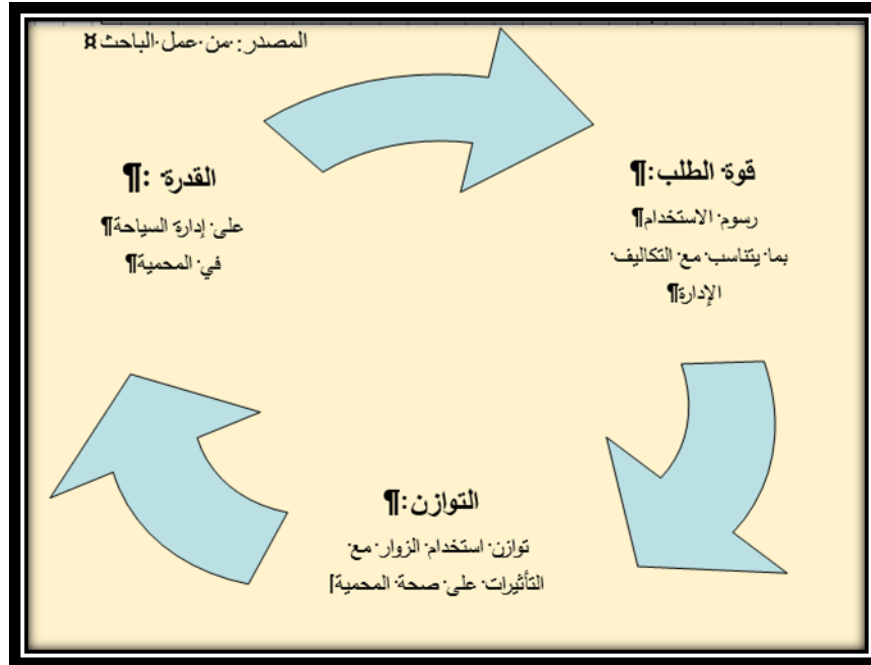 المصدر: من عمل الباحث
قوة الطلب:
رسوم الاستخدام
بما يتناسب مع التكاليف
الإدارة
التوازن:
توازن استخدام الزوار مع
التأثيرات على صحة المحمية
القدرة :
على إدارة السياحة
في المحمية